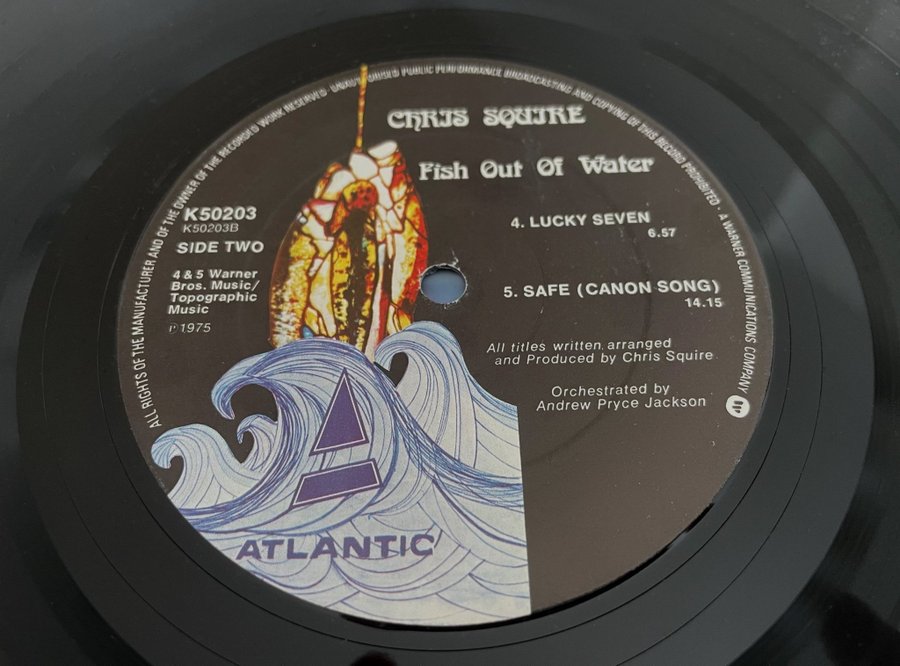 ALL RIGHTS OF THE MANUFACTURER AND OF THE OWNER OF THE RECORDED WORK RESERVED UNAUTHORISED PUBLIC PERFORMANCE BROADCASTING AND COPYING OF THIS RECORD PROHIBITED · A WARNER COMMUNICATIONS COMPANY
CHRIS SQUIRE
Fish Out Of Water
K50203
K50203B
SIDE TWO
4 & 5 Warner
Bros. Music/
Topographic
Music
℗ 1975
4. LUCKY SEVEN
6.57
5. SAFE (CANON SONG)
14.15
All titles written, arranged
and Produced by Chris Squire
Orchestrated by
Andrew Pryce Jackson
ATLANTIC